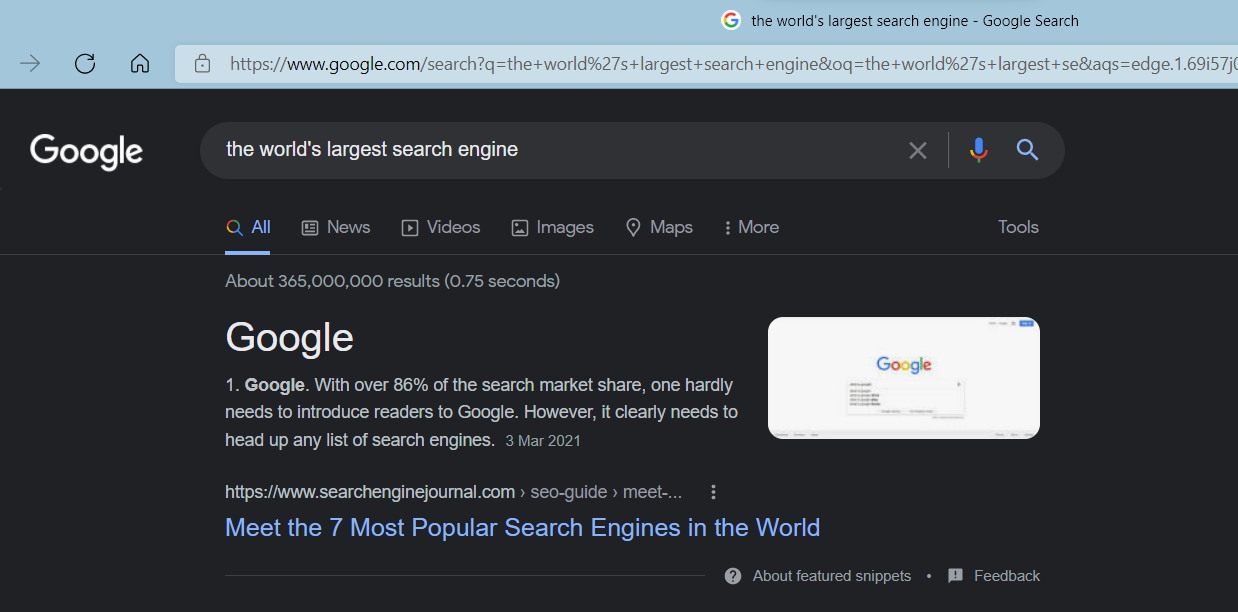 the world's largest search engine - Google Search
https://www.google.com/search?q=the+world%27s+largest+search+engine&oq=the+world%27s+largest+se&aqs=edge.1.69i57j0
Google
the world's largest search engine
All News Videos Images Maps More Tools
About 365,000,000 results (0.75 seconds)
Google
1. Google. With over 86% of the search market share, one hardly
needs to introduce readers to Google. However, it clearly needs to
head up any list of search engines. 3 Mar 2021
Google
https://www.searchenginejournal.com › seo-guide › meet-...
Meet the 7 Most Popular Search Engines in the World
About featured snippets • Feedback